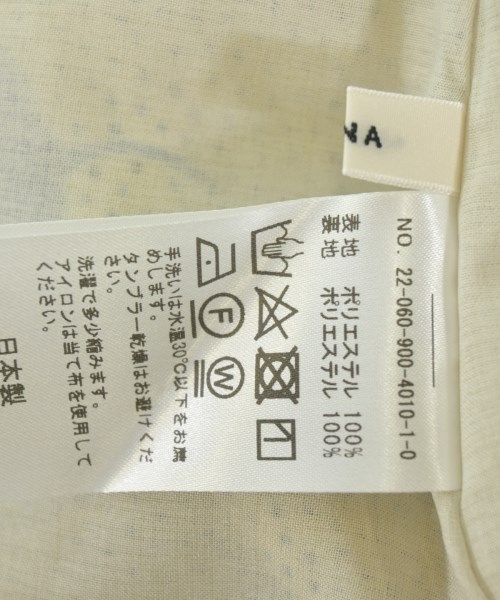 NO. 22-060-900-4010-1-0
表地 ポリエステル 100%
裏地 ポリエステル 100%
F
W
手洗いは水温30℃以下をお薦
めします。
タンブラー乾燥はお避けくだ
さい。
洗濯で多少縮みます。
アイロンは当て布を使用して
ください。
日本製